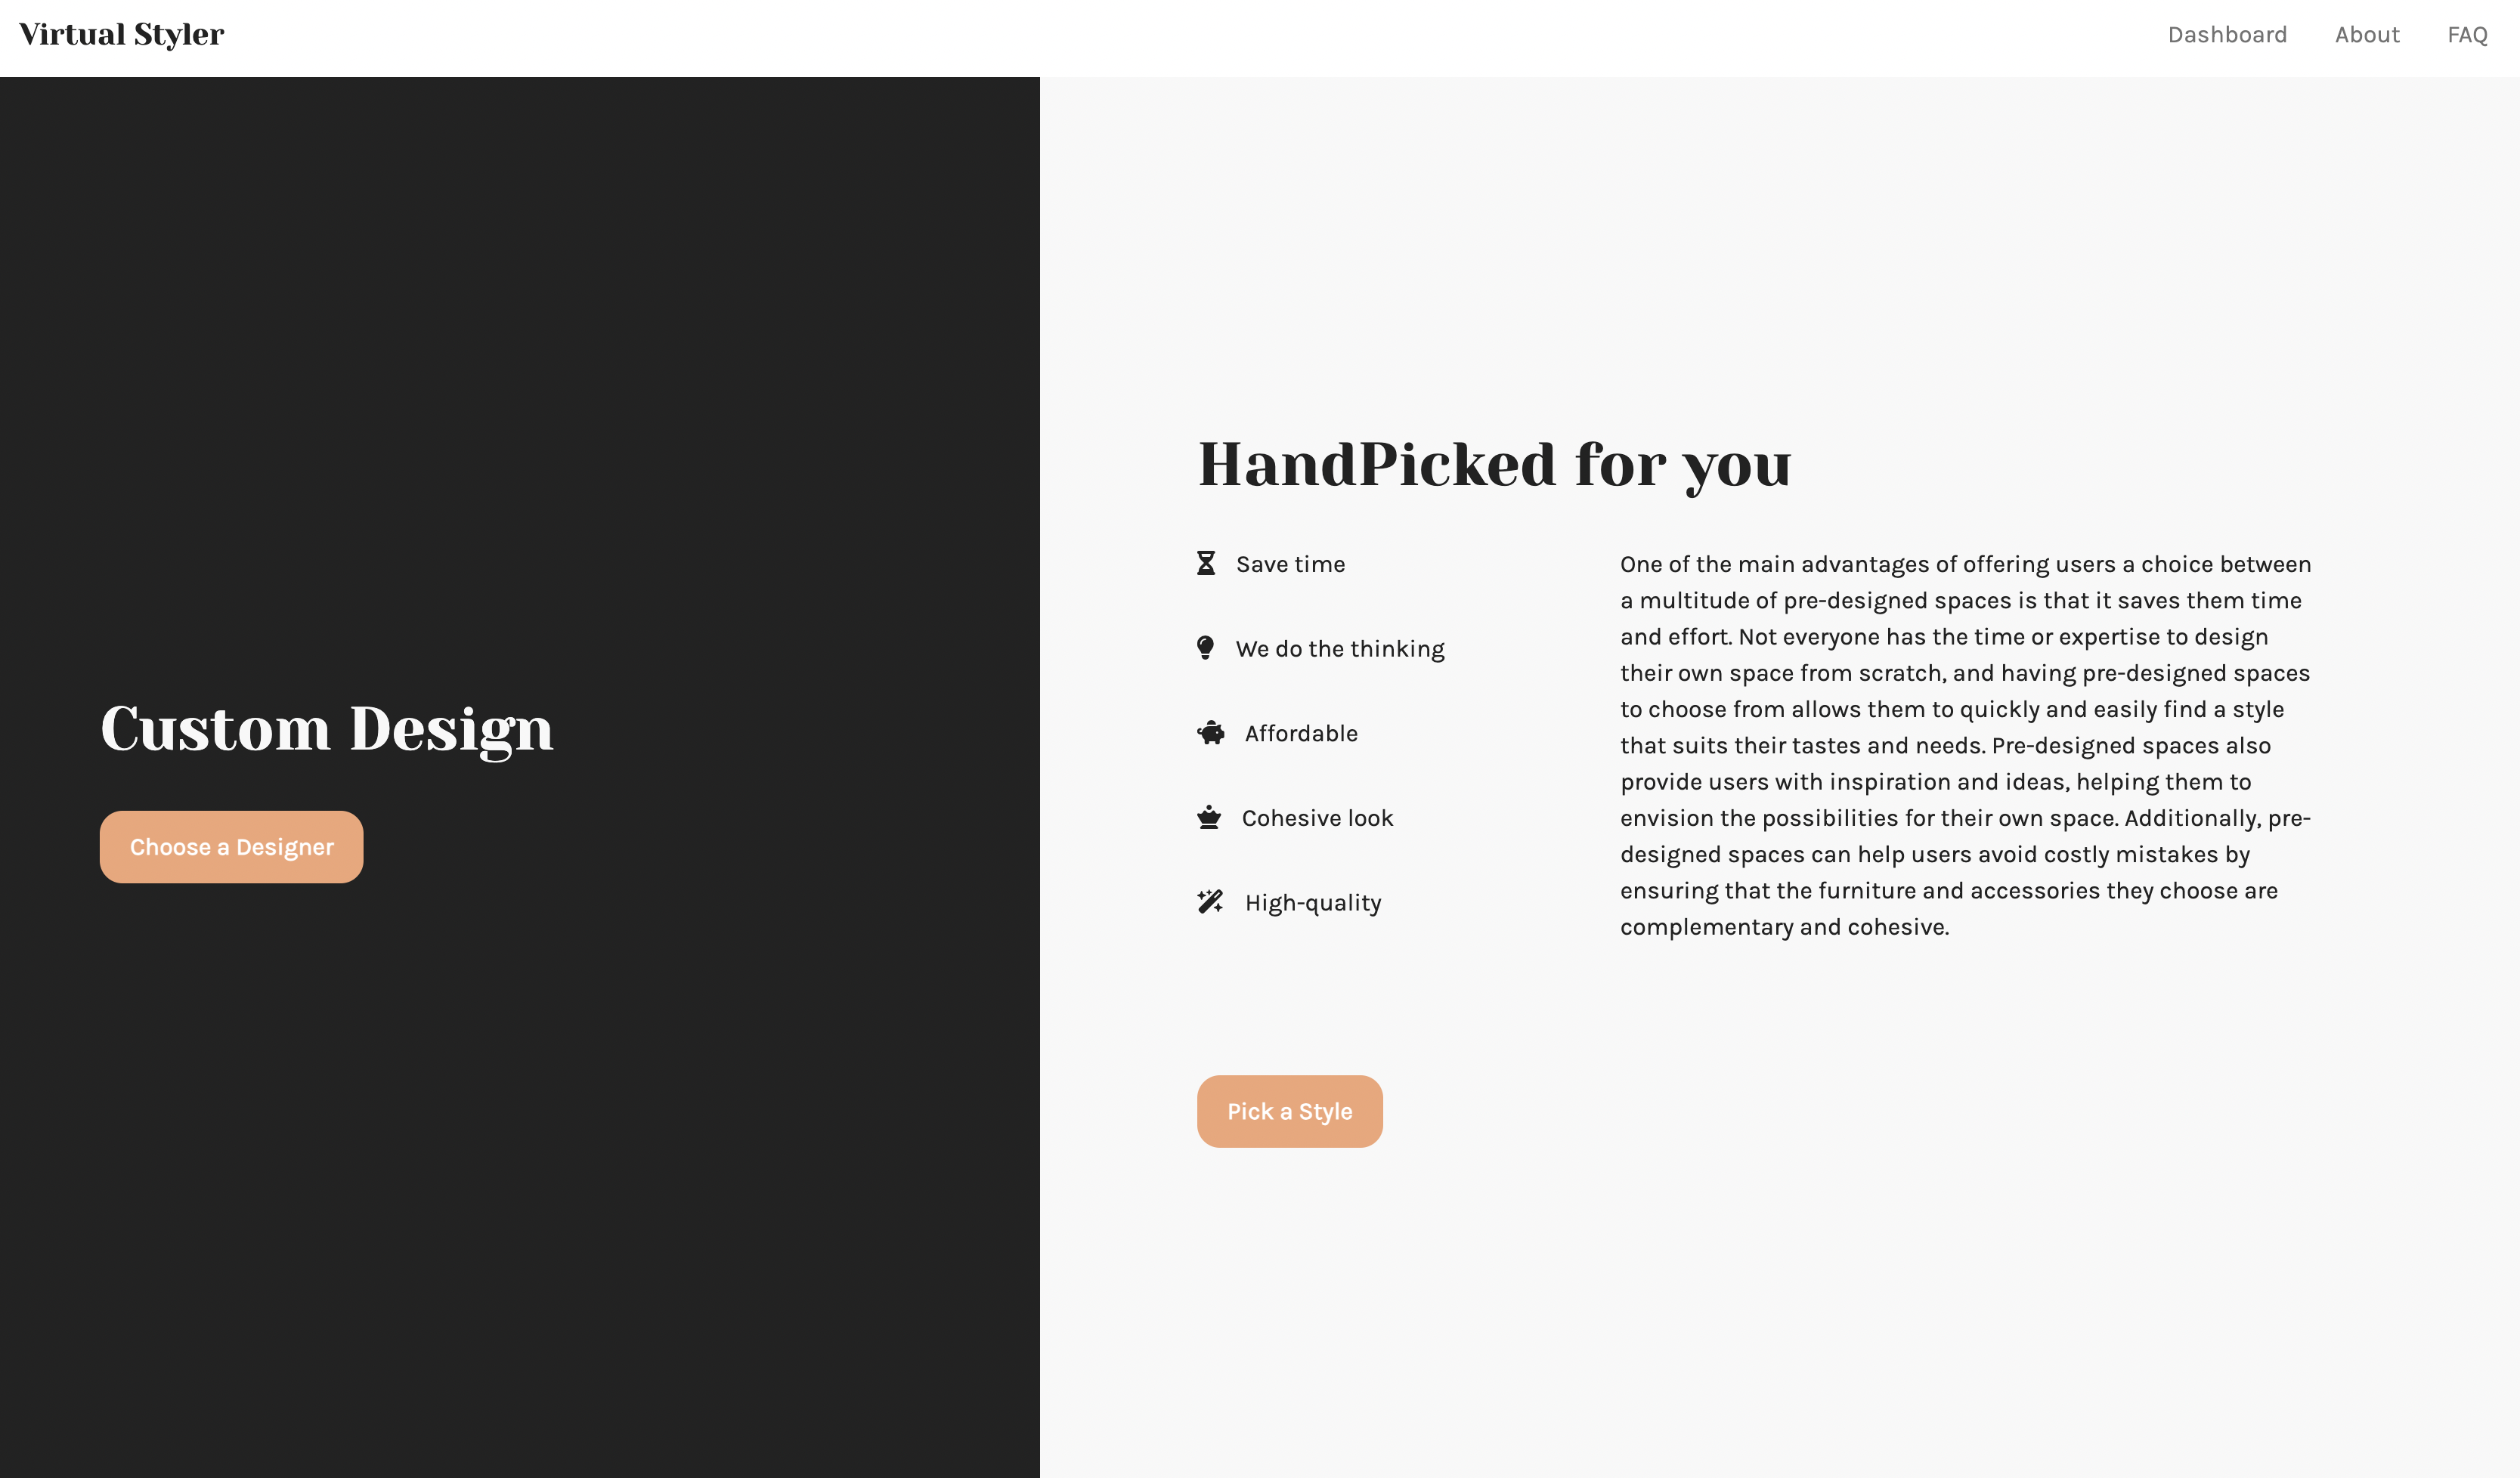 Virtual Styler
Dashboard
About
FAQ
Custom Design
Choose a Designer
HandPicked for you
Save time
We do the thinking
Affordable
Cohesive look
High-quality
One of the main advantages of offering users a choice between
a multitude of pre-designed spaces is that it saves them time
and effort. Not everyone has the time or expertise to design
their own space from scratch, and having pre-designed spaces
to choose from allows them to quickly and easily find a style
that suits their tastes and needs. Pre-designed spaces also
provide users with inspiration and ideas, helping them to
envision the possibilities for their own space. Additionally, pre-
designed spaces can help users avoid costly mistakes by
ensuring that the furniture and accessories they choose are
complementary and cohesive.
Pick a Style